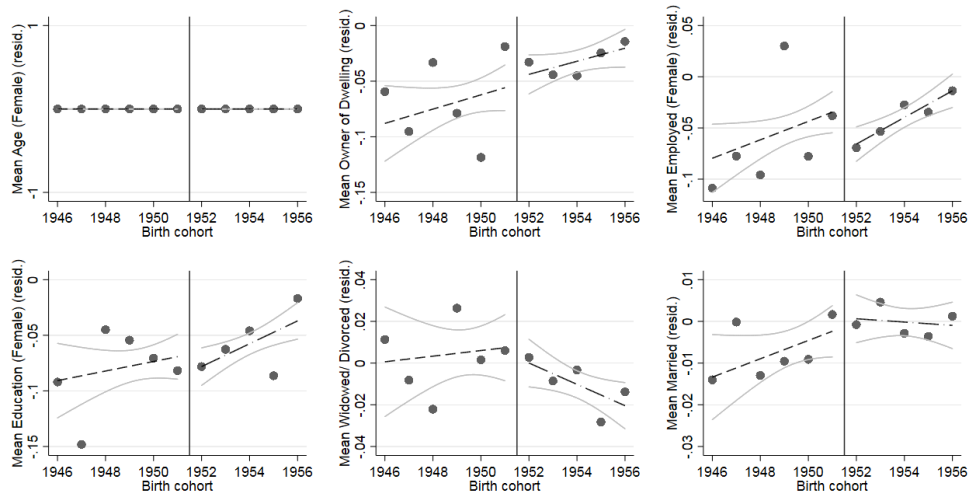 Mean Age (Female) (resid.)
1
-.1
1946 1948 1950 1952 1954 1956
Birth cohort
Mean Owner of Dwelling (resid.)
0
-.05
-.1
-.15
1946 1948 1950 1952 1954 1956
Birth cohort
Mean Employed (Female) (resid.)
.05
0
-.05
-.1
1946 1948 1950 1952 1954 1956
Birth cohort
Mean Education (Female) (resid.)
0
-.05
-.1
-.15
1946 1948 1950 1952 1954 1956
Birth cohort
Mean Widowed/ Divorced (resid.)
.04
.02
0
-.02
-.04
1946 1948 1950 1952 1954 1956
Birth cohort
Mean Married (resid.)
.01
0
-.01
-.02
-.03
1946 1948 1950 1952 1954 1956
Birth cohort